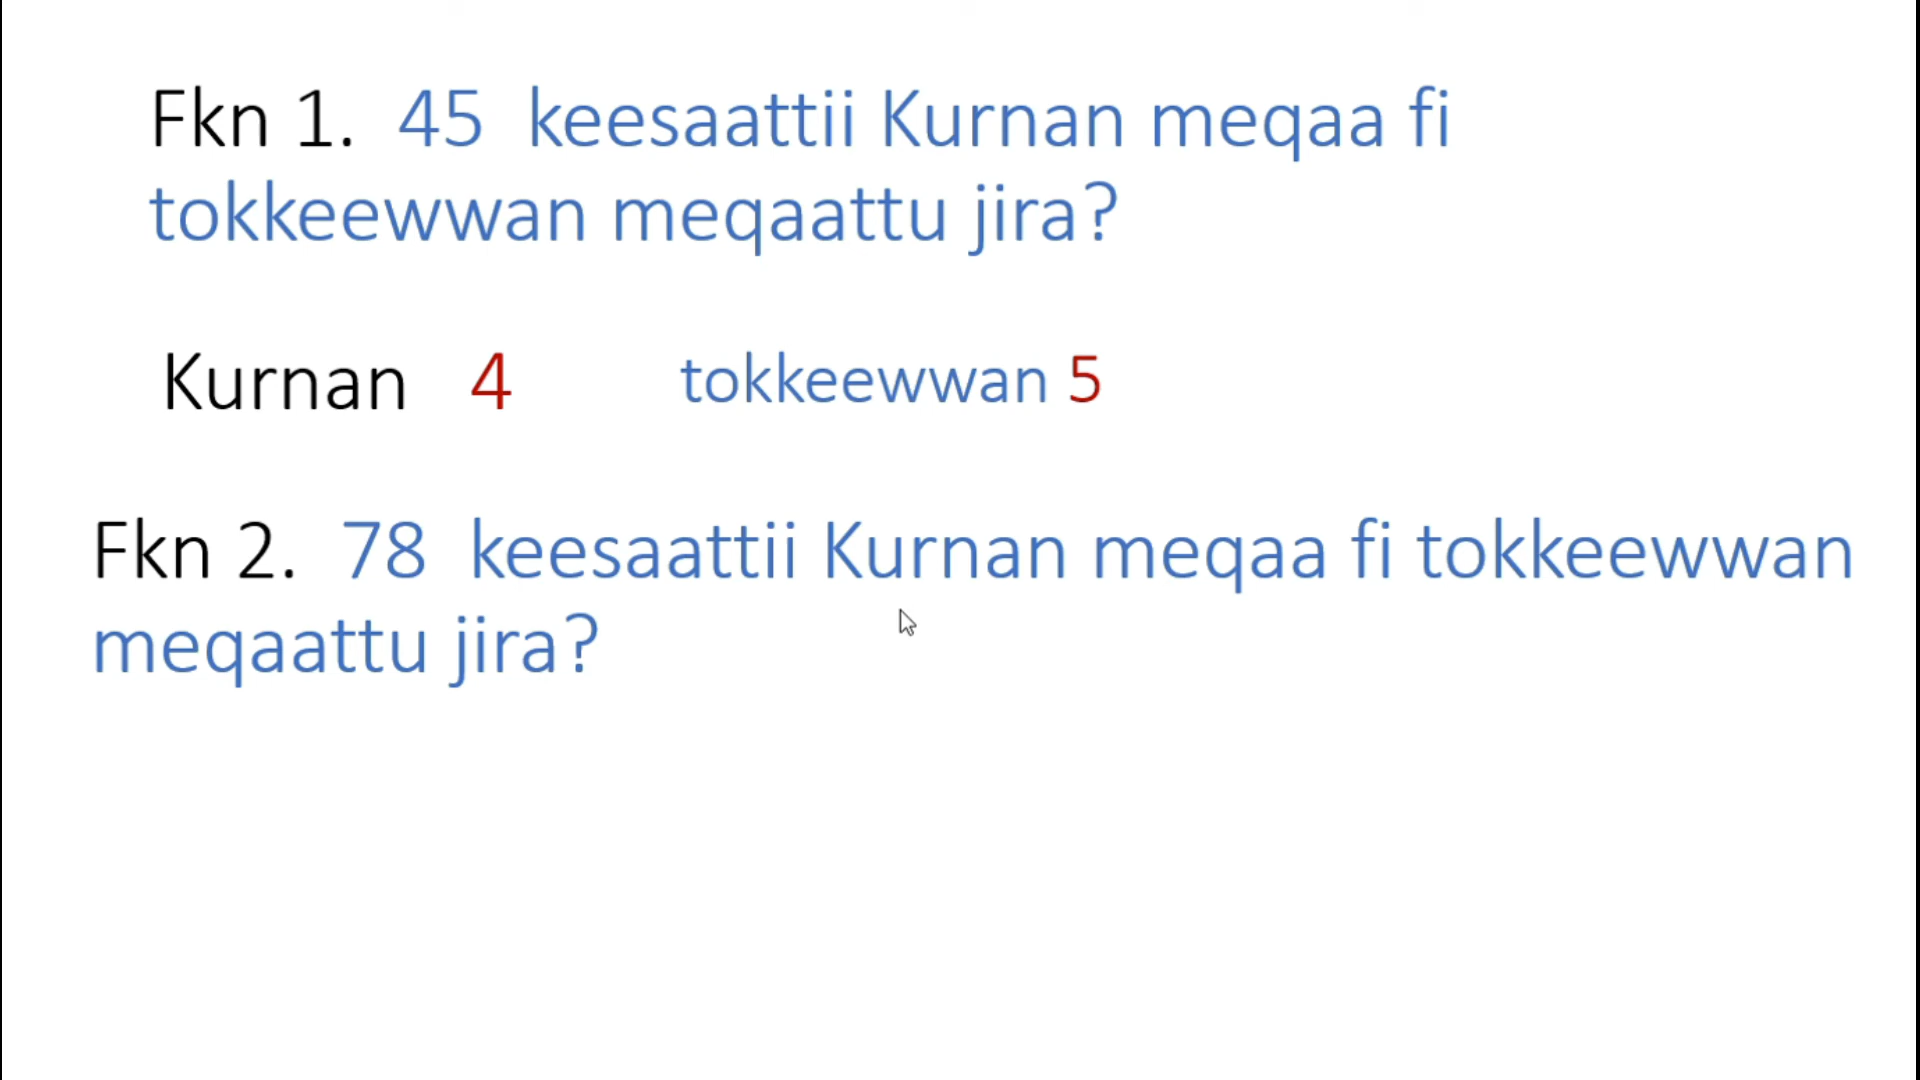 Fkn 1. 45 keesaattii Kurnan meqaa fi
tokkeewwan meqaattu jira?
Kurnan 4 tokkeewwan 5
Fkn 2. 78 keesaattii Kurnan meqaa fi tokkeewwan
meqaattu jira?